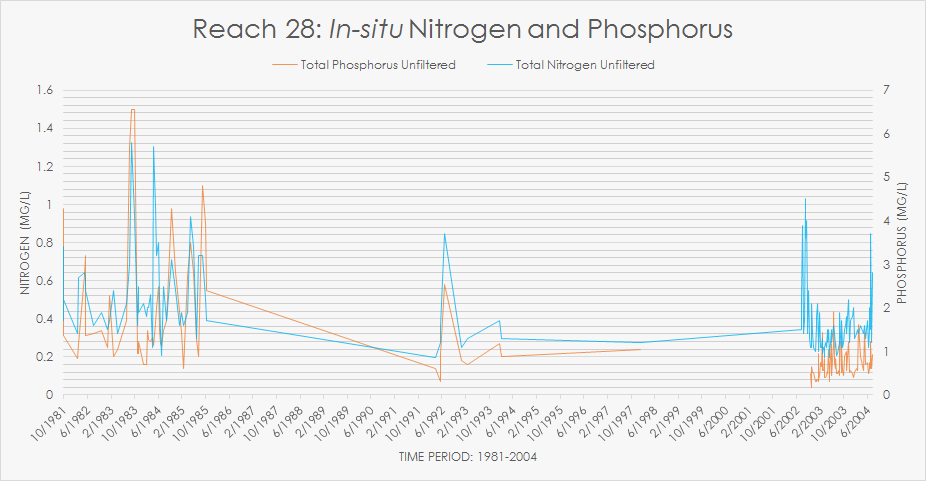 Reach 28: In-situ Nitrogen and Phosphorus
Total Phosphorus Unfiltered Total Nitrogen Unfiltered
1.6
1.4
1.2
1
0.8
0.6
0.4
0.2
0
NITROGEN (MG/L)
7
6
5
4
3
2
1
0
PHOSPHORUS (MG/L)
10/1981 6/1982 2/1983 10/1983 6/1984 2/1985 10/1985 6/1986 2/1987 10/1987 6/1988 2/1989 10/1989 6/1990 2/1991 10/1991 6/1992 2/1993 10/1993 6/1994 2/1995 10/1995 6/1996 2/1997 10/1997 6/1998 2/1999 10/1999 6/2000 2/2001 10/2001 6/2002 2/2003 10/2003 6/2004
TIME PERIOD: 1981-2004